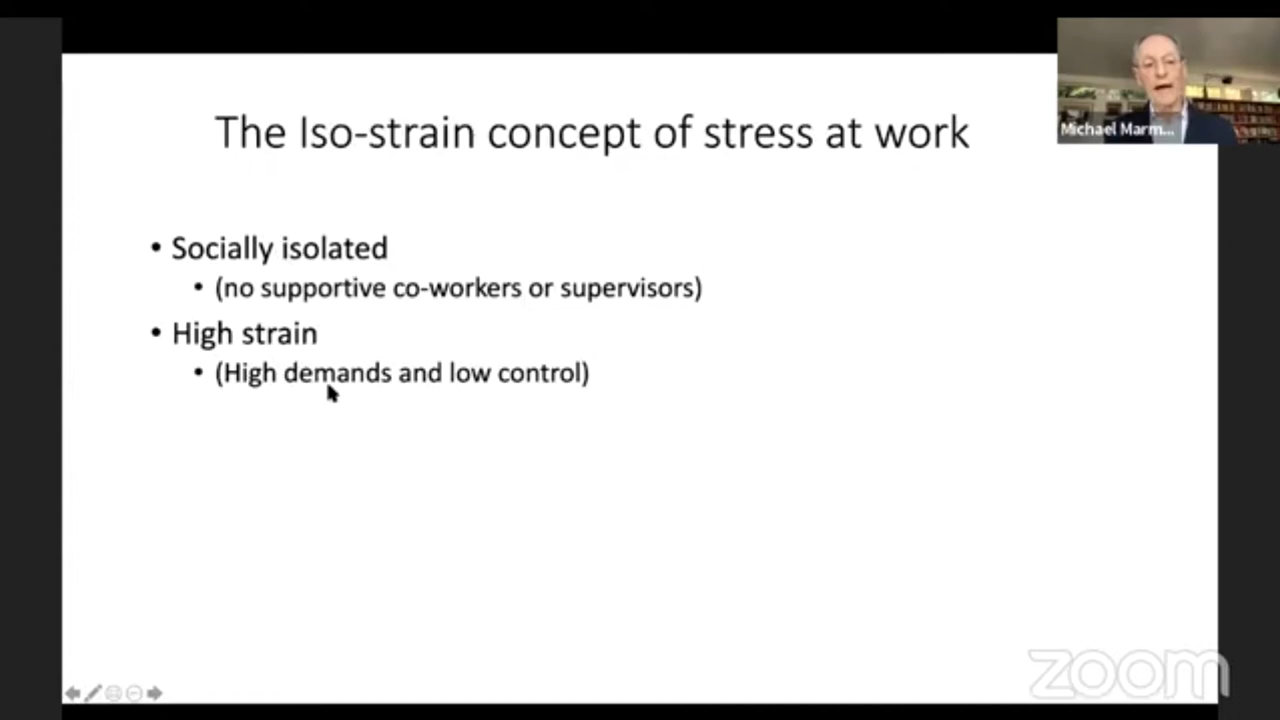 The Iso-strain concept of stress at work
Michael Marm...
• Socially isolated
• (no supportive co-workers or supervisors)
• High strain
• (High demands and low control)
zoom